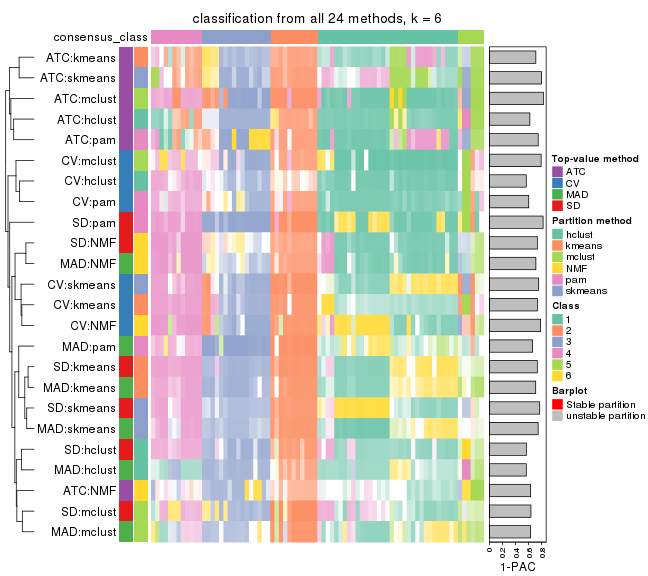 classification from all 24 methods, k = 6
consensus_class
ATC:kmeans
ATC:skmeans
ATC:mclust
ATC:hclust
ATC:pam
CV:mclust
CV:hclust
CV:pam
SD:pam
SD:NMF
MAD:NMF
CV:skmeans
CV:kmeans
CV:NMF
MAD:pam
SD:kmeans
MAD:kmeans
SD:skmeans
MAD:skmeans
SD:hclust
MAD:hclust
ATC:NMF
SD:mclust
MAD:mclust
0 0.2 0.4 0.6 0.8
1-PAC
Top-value method
ATC
CV
MAD
SD
Partition method
hclust
kmeans
mclust
NMF
pam
skmeans
Class
1
2
3
4
5
6
Barplot
Stable partition
unstable partition